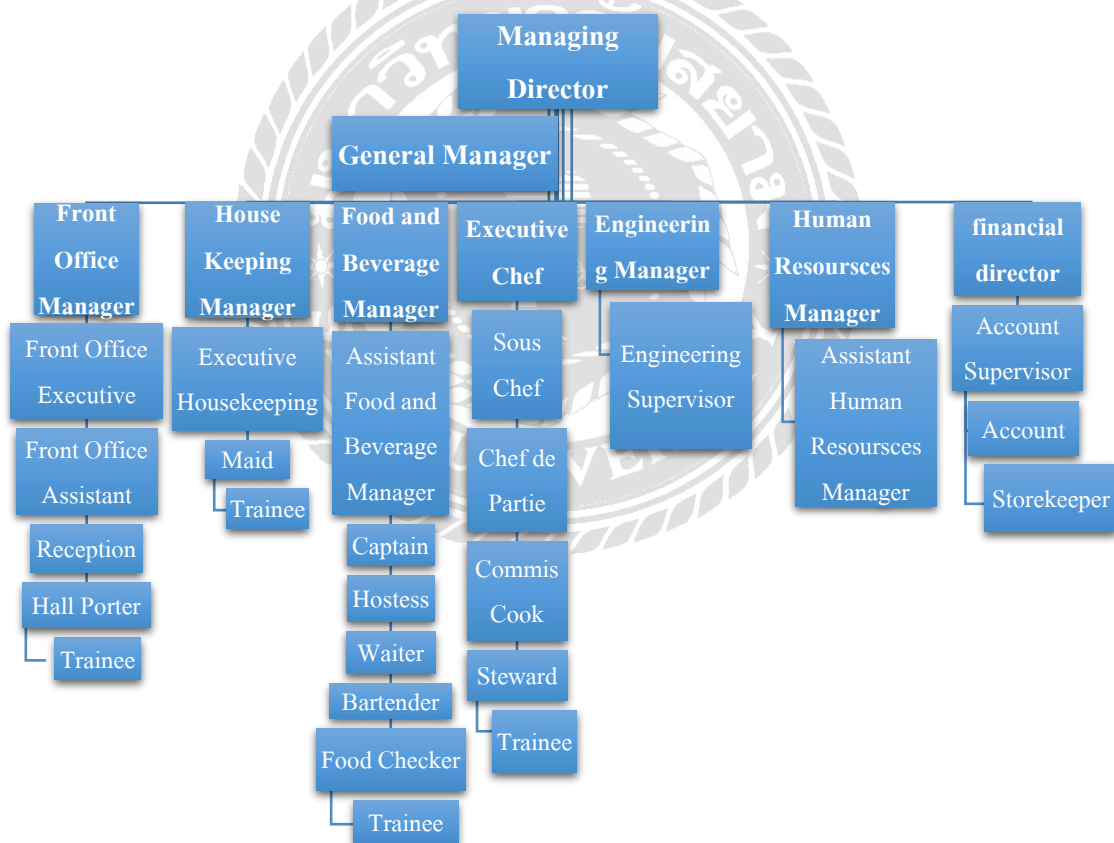 Managing
Director
General Manager
Front
Office
Manager
Front Office
Executive
Front Office
Assistant
Reception
Hall Porter
Trainee
House
Keeping
Manager
Executive
Housekeeping
Maid
Trainee
Food and
Beverage
Manager
Assistant
Food and
Beverage
Manager
Captain
Hostess
Waiter
Bartender
Food Checker
Trainee
Executive
Chef
Sous
Chef
Chef de
Partie
Commis
Cook
Steward
Trainee
Engineerin
g Manager
Engineering
Supervisor
Human
Resoursces
Manager
Assistant
Human
Resoursces
Manager
financial
director
Account
Supervisor
Account
Storekeeper